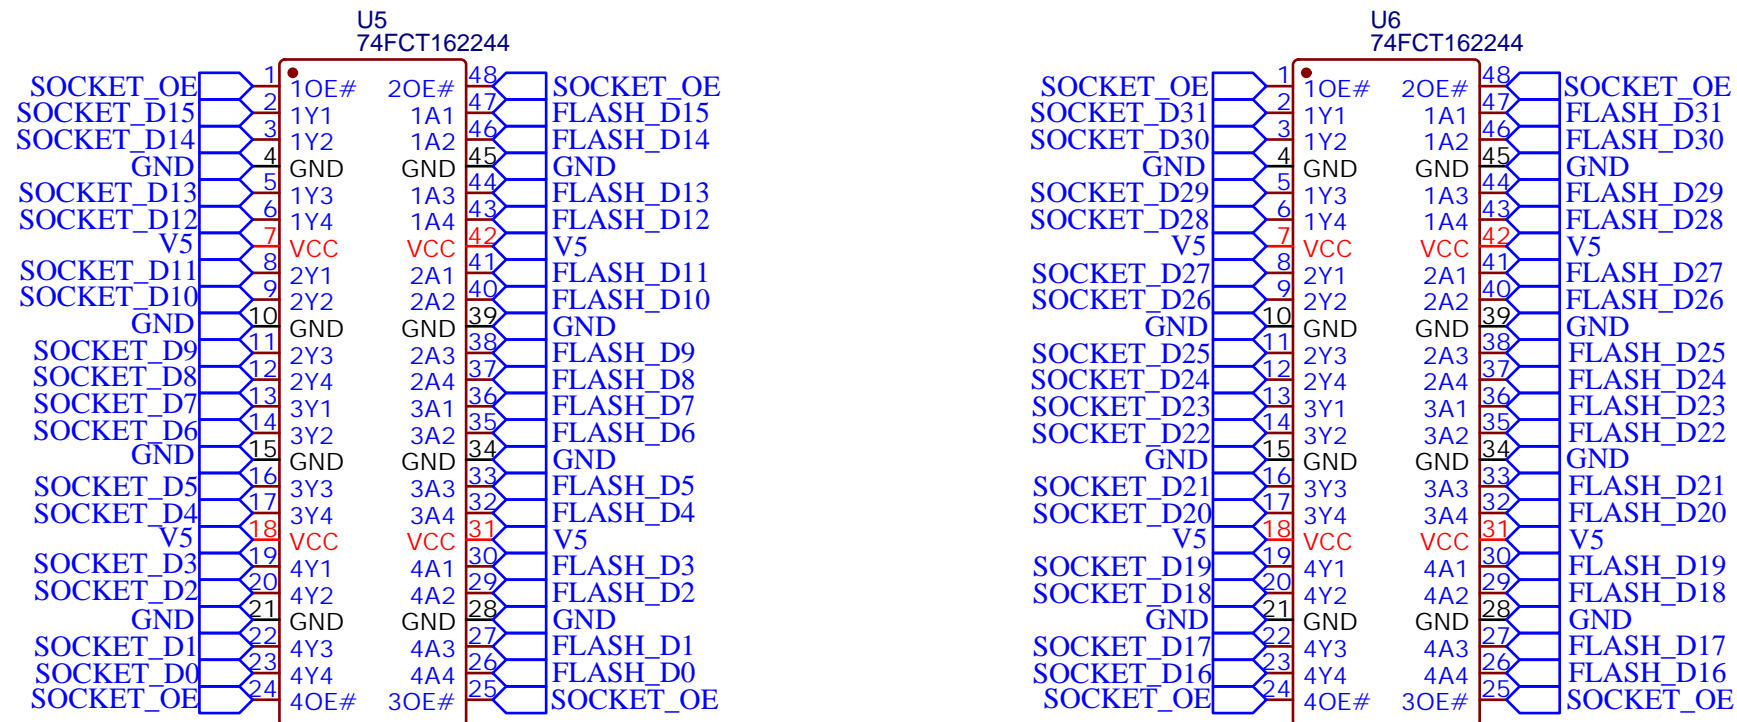 U5
74FCT162244
SOCKET_OE 1 1OE# 2OE# 48 SOCKET_OE
SOCKET_D15 2 1Y1 1A1 47 FLASH_D15
SOCKET_D14 3 1Y2 1A2 46 FLASH_D14
GND 4 GND GND 45 GND
SOCKET_D13 5 1Y3 1A3 44 FLASH_D13
SOCKET_D12 6 1Y4 1A4 43 FLASH_D12
V5 7 VCC VCC 42 V5
SOCKET_D11 8 2Y1 2A1 41 FLASH_D11
SOCKET_D10 9 2Y2 2A2 40 FLASH_D10
GND 10 GND GND 39 GND
SOCKET_D9 11 2Y3 2A3 38 FLASH_D9
SOCKET_D8 12 2Y4 2A4 37 FLASH_D8
SOCKET_D7 13 3Y1 3A1 36 FLASH_D7
SOCKET_D6 14 3Y2 3A2 35 FLASH_D6
GND 15 GND GND 34 GND
SOCKET_D5 16 3Y3 3A3 33 FLASH_D5
SOCKET_D4 17 3Y4 3A4 32 FLASH_D4
V5 18 VCC VCC 31 V5
SOCKET_D3 19 4Y1 4A1 30 FLASH_D3
SOCKET_D2 20 4Y2 4A2 29 FLASH_D2
GND 21 GND GND 28 GND
SOCKET_D1 22 4Y3 4A3 27 FLASH_D1
SOCKET_D0 23 4Y4 4A4 26 FLASH_D0
SOCKET_OE 24 4OE# 3OE# 25 SOCKET_OE
U6
74FCT162244
SOCKET_OE 1 1OE# 2OE# 48 SOCKET_OE
SOCKET_D31 2 1Y1 1A1 47 FLASH_D31
SOCKET_D30 3 1Y2 1A2 46 FLASH_D30
GND 4 GND GND 45 GND
SOCKET_D29 5 1Y3 1A3 44 FLASH_D29
SOCKET_D28 6 1Y4 1A4 43 FLASH_D28
V5 7 VCC VCC 42 V5
SOCKET_D27 8 2Y1 2A1 41 FLASH_D27
SOCKET_D26 9 2Y2 2A2 40 FLASH_D26
GND 10 GND GND 39 GND
SOCKET_D25 11 2Y3 2A3 38 FLASH_D25
SOCKET_D24 12 2Y4 2A4 37 FLASH_D24
SOCKET_D23 13 3Y1 3A1 36 FLASH_D23
SOCKET_D22 14 3Y2 3A2 35 FLASH_D22
GND 15 GND GND 34 GND
SOCKET_D21 16 3Y3 3A3 33 FLASH_D21
SOCKET_D20 17 3Y4 3A4 32 FLASH_D20
V5 18 VCC VCC 31 V5
SOCKET_D19 19 4Y1 4A1 30 FLASH_D19
SOCKET_D18 20 4Y2 4A2 29 FLASH_D18
GND 21 GND GND 28 GND
SOCKET_D17 22 4Y3 4A3 27 FLASH_D17
SOCKET_D16 23 4Y4 4A4 26 FLASH_D16
SOCKET_OE 24 4OE# 3OE# 25 SOCKET_OE